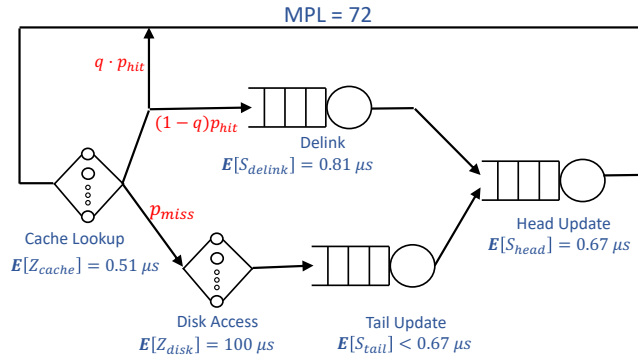 MPL = 72
q · p_hit
(1 − q)p_hit
Delink
E[S_delink] = 0.81 μs
p_miss
Cache Lookup
E[Z_cache] = 0.51 μs
Head Update
E[S_head] = 0.67 μs
Disk Access
E[Z_disk] = 100 μs
Tail Update
E[S_tail] < 0.67 μs